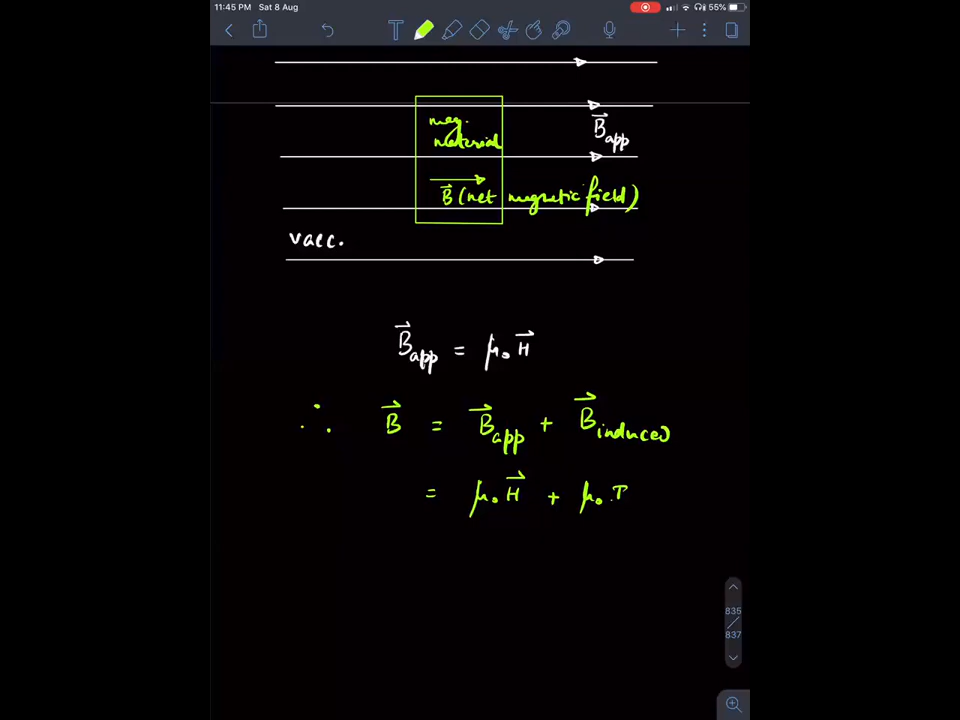 11:45 PM Sat 8 Aug 55%
T
B⃗app
mag.
material
B⃗ (net magnetic field)
vacc.
B⃗app = μ₀H⃗
∴ B⃗ = B⃗app + B⃗induced
= μ₀H⃗ + μ₀
835
/
837